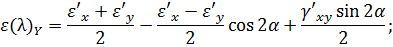 ε(λ)_Y = (ε'_x + ε'_y)/2 − (ε'_x − ε'_y)/2 cos 2α + (γ'_xy sin 2α)/2;